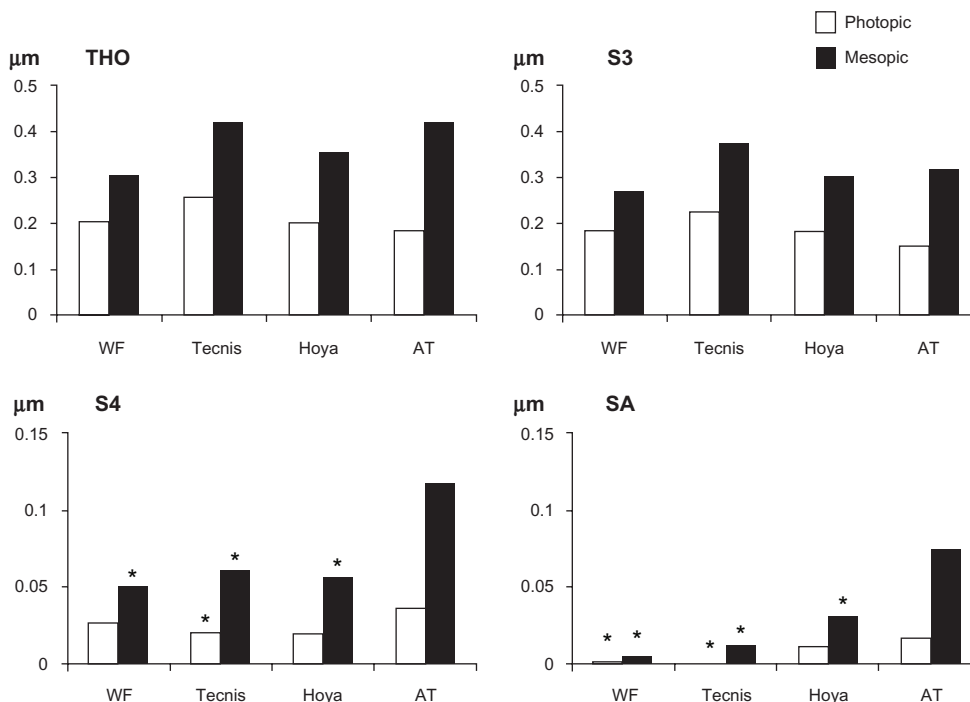 Photopic
Mesopic
μm THO
0.5
0.4
0.3
0.2
0.1
0
WF Tecnis Hoya AT
μm S3
0.5
0.4
0.3
0.2
0.1
0
WF Tecnis Hoya AT
μm S4
0.15
0.1
0.05
0
* * * *
WF Tecnis Hoya AT
μm SA
0.15
0.1
0.05
0
* * * * *
WF Tecnis Hoya AT